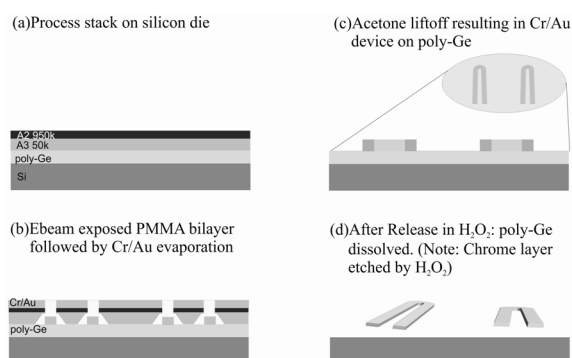 (a)Process stack on silicon die
A2 950k
A3 50k
poly-Ge
Si
(b)Ebeam exposed PMMA bilayer
followed by Cr/Au evaporation
Cr/Au
poly-Ge
(c)Acetone liftoff resulting in Cr/Au
device on poly-Ge
(d)After Release in H₂O₂: poly-Ge
dissolved. (Note: Chrome layer
etched by H₂O₂)